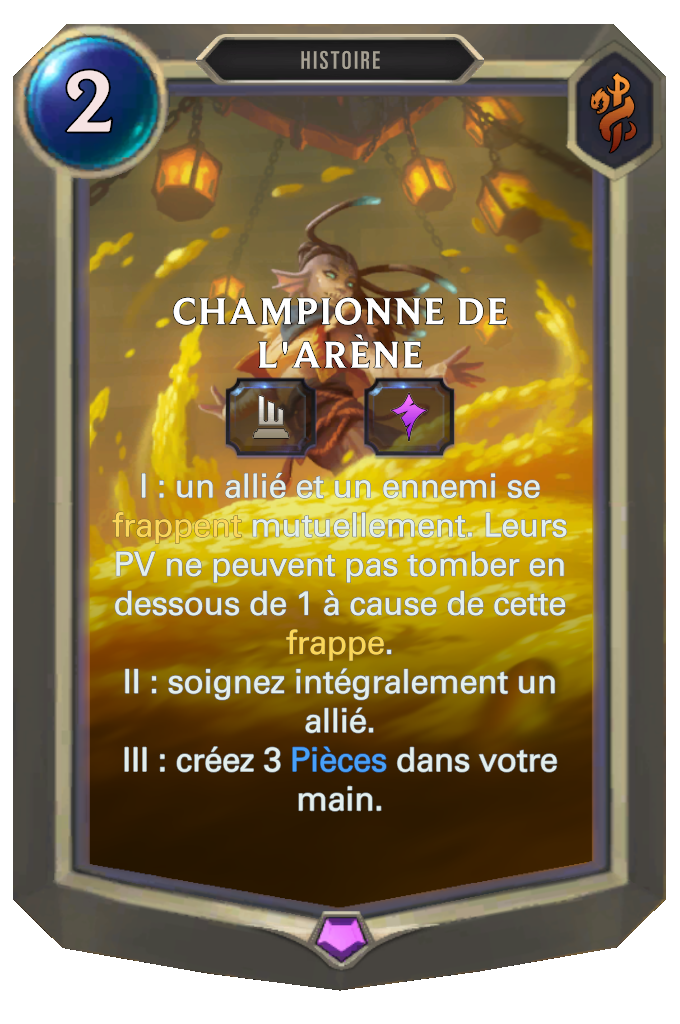 HISTOIRE
2
CHAMPIONNE DE
L'ARÈNE
I : un allié et un ennemi se
frappent mutuellement. Leurs
PV ne peuvent pas tomber en
dessous de 1 à cause de cette
frappe.
II : soignez intégralement un
allié.
III : créez 3 Pièces dans votre
main.